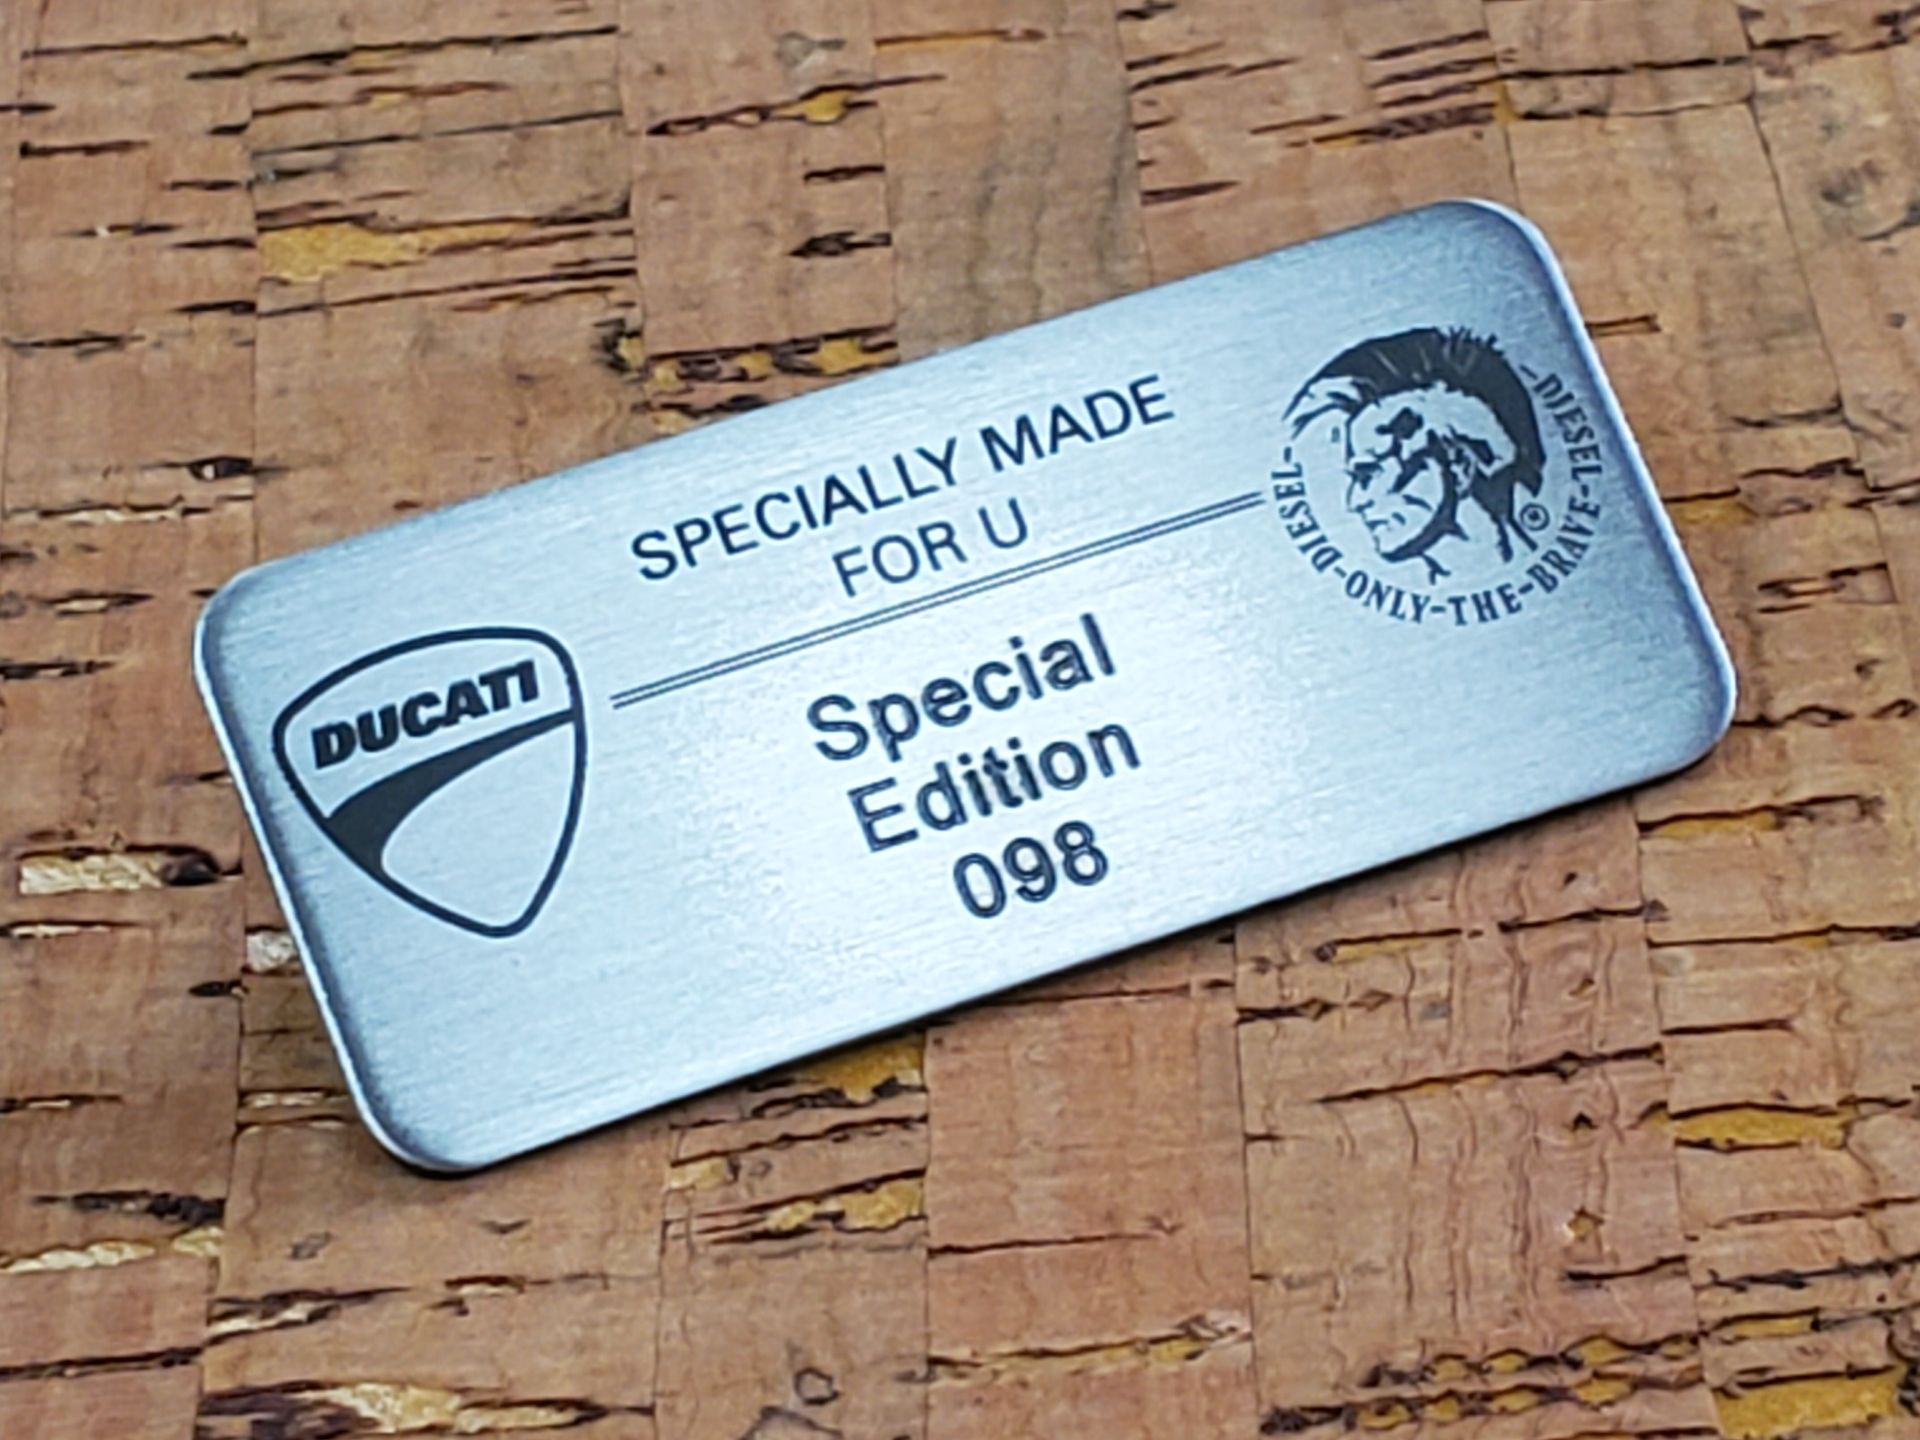 SPECIALLY MADE
FOR U
DUCATI
Special
Edition
098
-DIESEL-DIESEL-ONLY-THE-BRAVE-
®